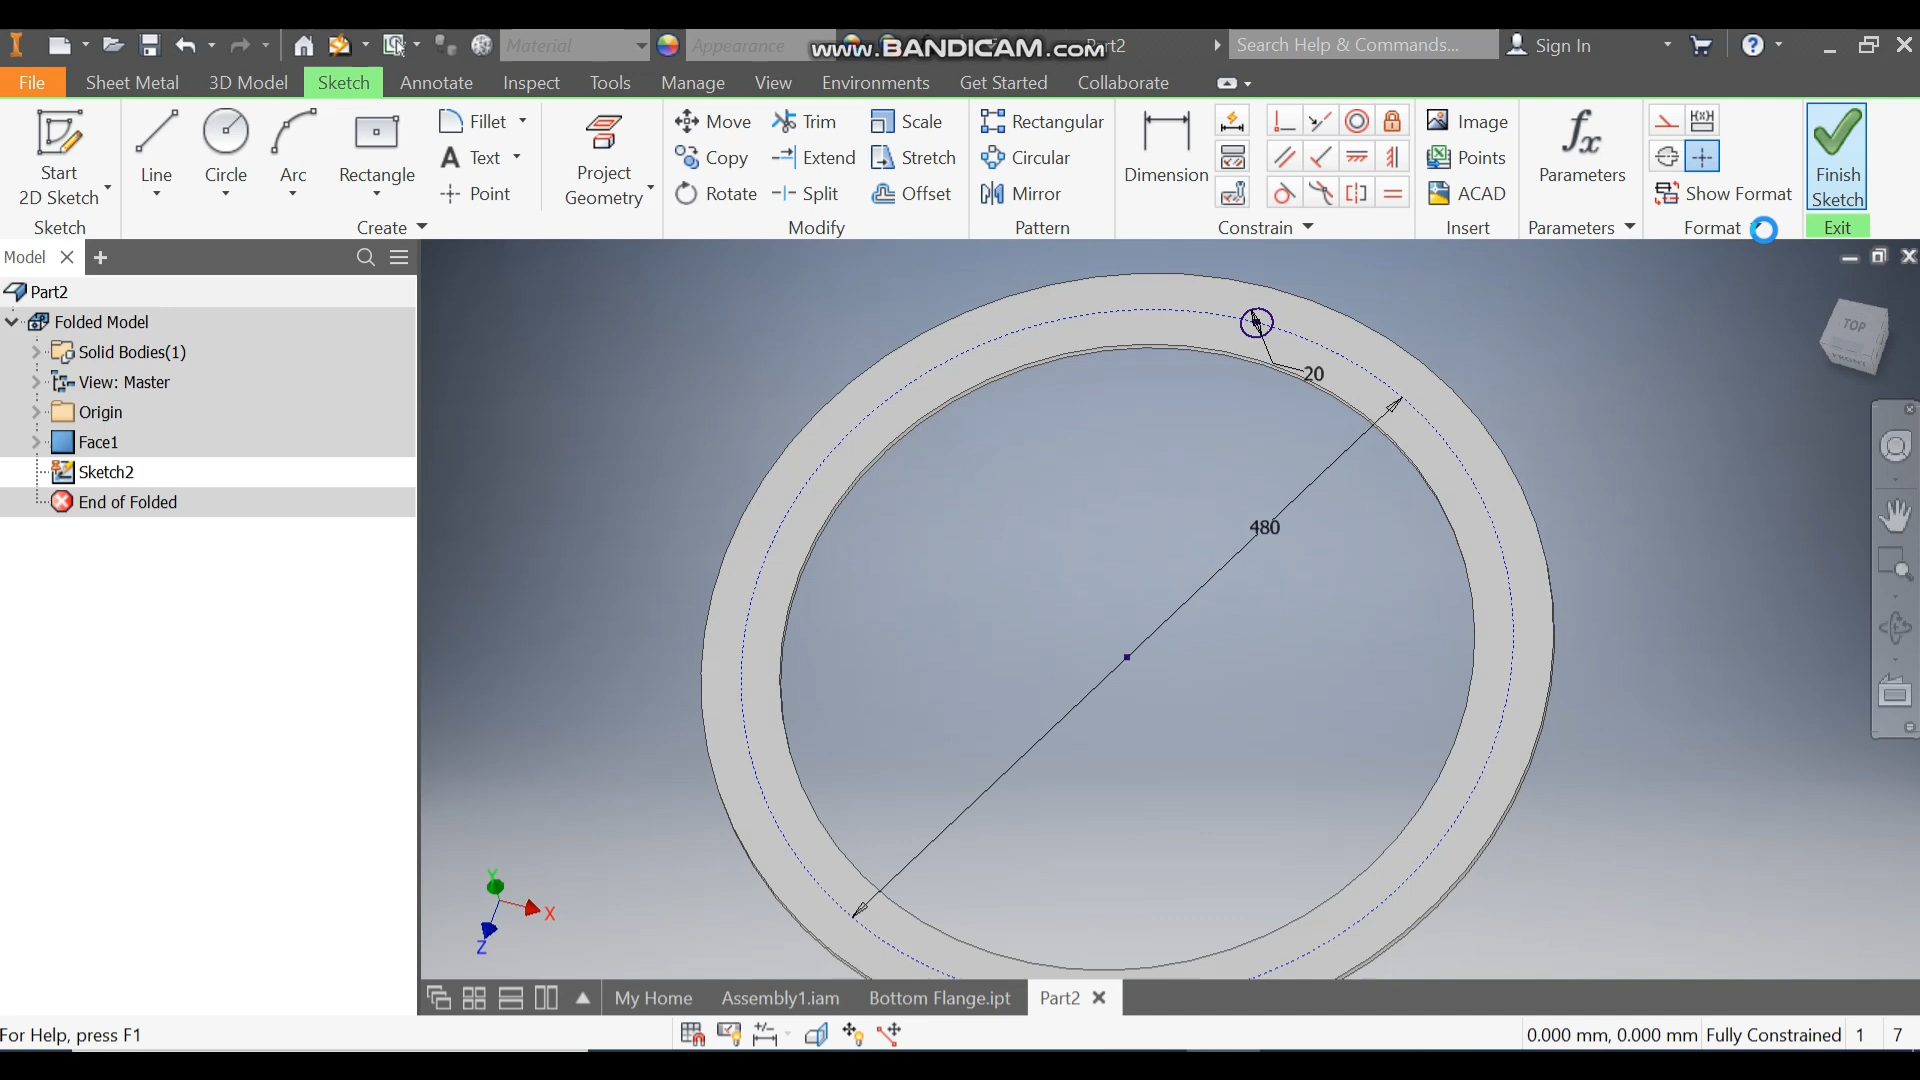 Material
Appearance
www.BANDICAM.com
Part2
Search Help & Commands...
Sign In
File
Sheet Metal
3D Model
Sketch
Annotate
Inspect
Tools
Manage
View
Environments
Get Started
Collaborate
Start
2D Sketch
Line
Circle
Arc
Rectangle
Fillet
Text
Point
Project
Geometry
Move
Copy
Rotate
Trim
Extend
Split
Scale
Stretch
Offset
Rectangular
Circular
Mirror
Dimension
Image
Points
ACAD
Parameters
Show Format
Finish
Sketch
Sketch
Create
Modify
Pattern
Constrain
Insert
Parameters
Format
Exit
Model
Part2
Folded Model
Solid Bodies(1)
View: Master
Origin
Face1
Sketch2
End of Folded
20
480
TOP
FRONT
Y
X
Z
My Home
Assembly1.iam
Bottom Flange.ipt
Part2
For Help, press F1
0.000 mm, 0.000 mm
Fully Constrained
1
7